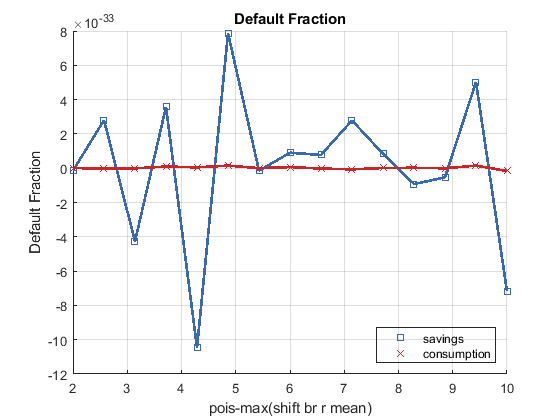 Default Fraction
×10-33
8
6
4
2
0
-2
-4
-6
-8
-10
-12
Default Fraction
2 3 4 5 6 7 8 9 10
pois-max(shift br r mean)
savings
consumption